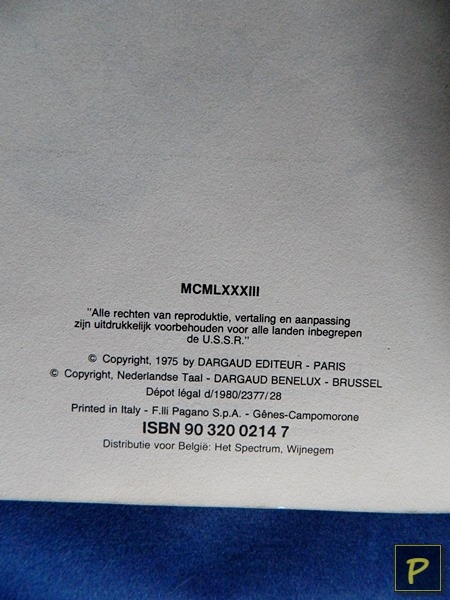 MCMLXXXIII
"Alle rechten van reproduktie, vertaling en aanpassing
zijn uitdrukkelijk voorbehouden voor alle landen inbegrepen
de U.S.S.R."
© Copyright, 1975 by DARGAUD EDITEUR - PARIS
© Copyright, Nederlandse Taal - DARGAUD BENELUX - BRUSSEL
Dépot légal d/1980/2377/28
Printed in Italy - F.lli Pagano S.p.A. - Gênes-Campomorone
ISBN 90 320 0214 7
Distributie voor België: Het Spectrum, Wijnegem
P